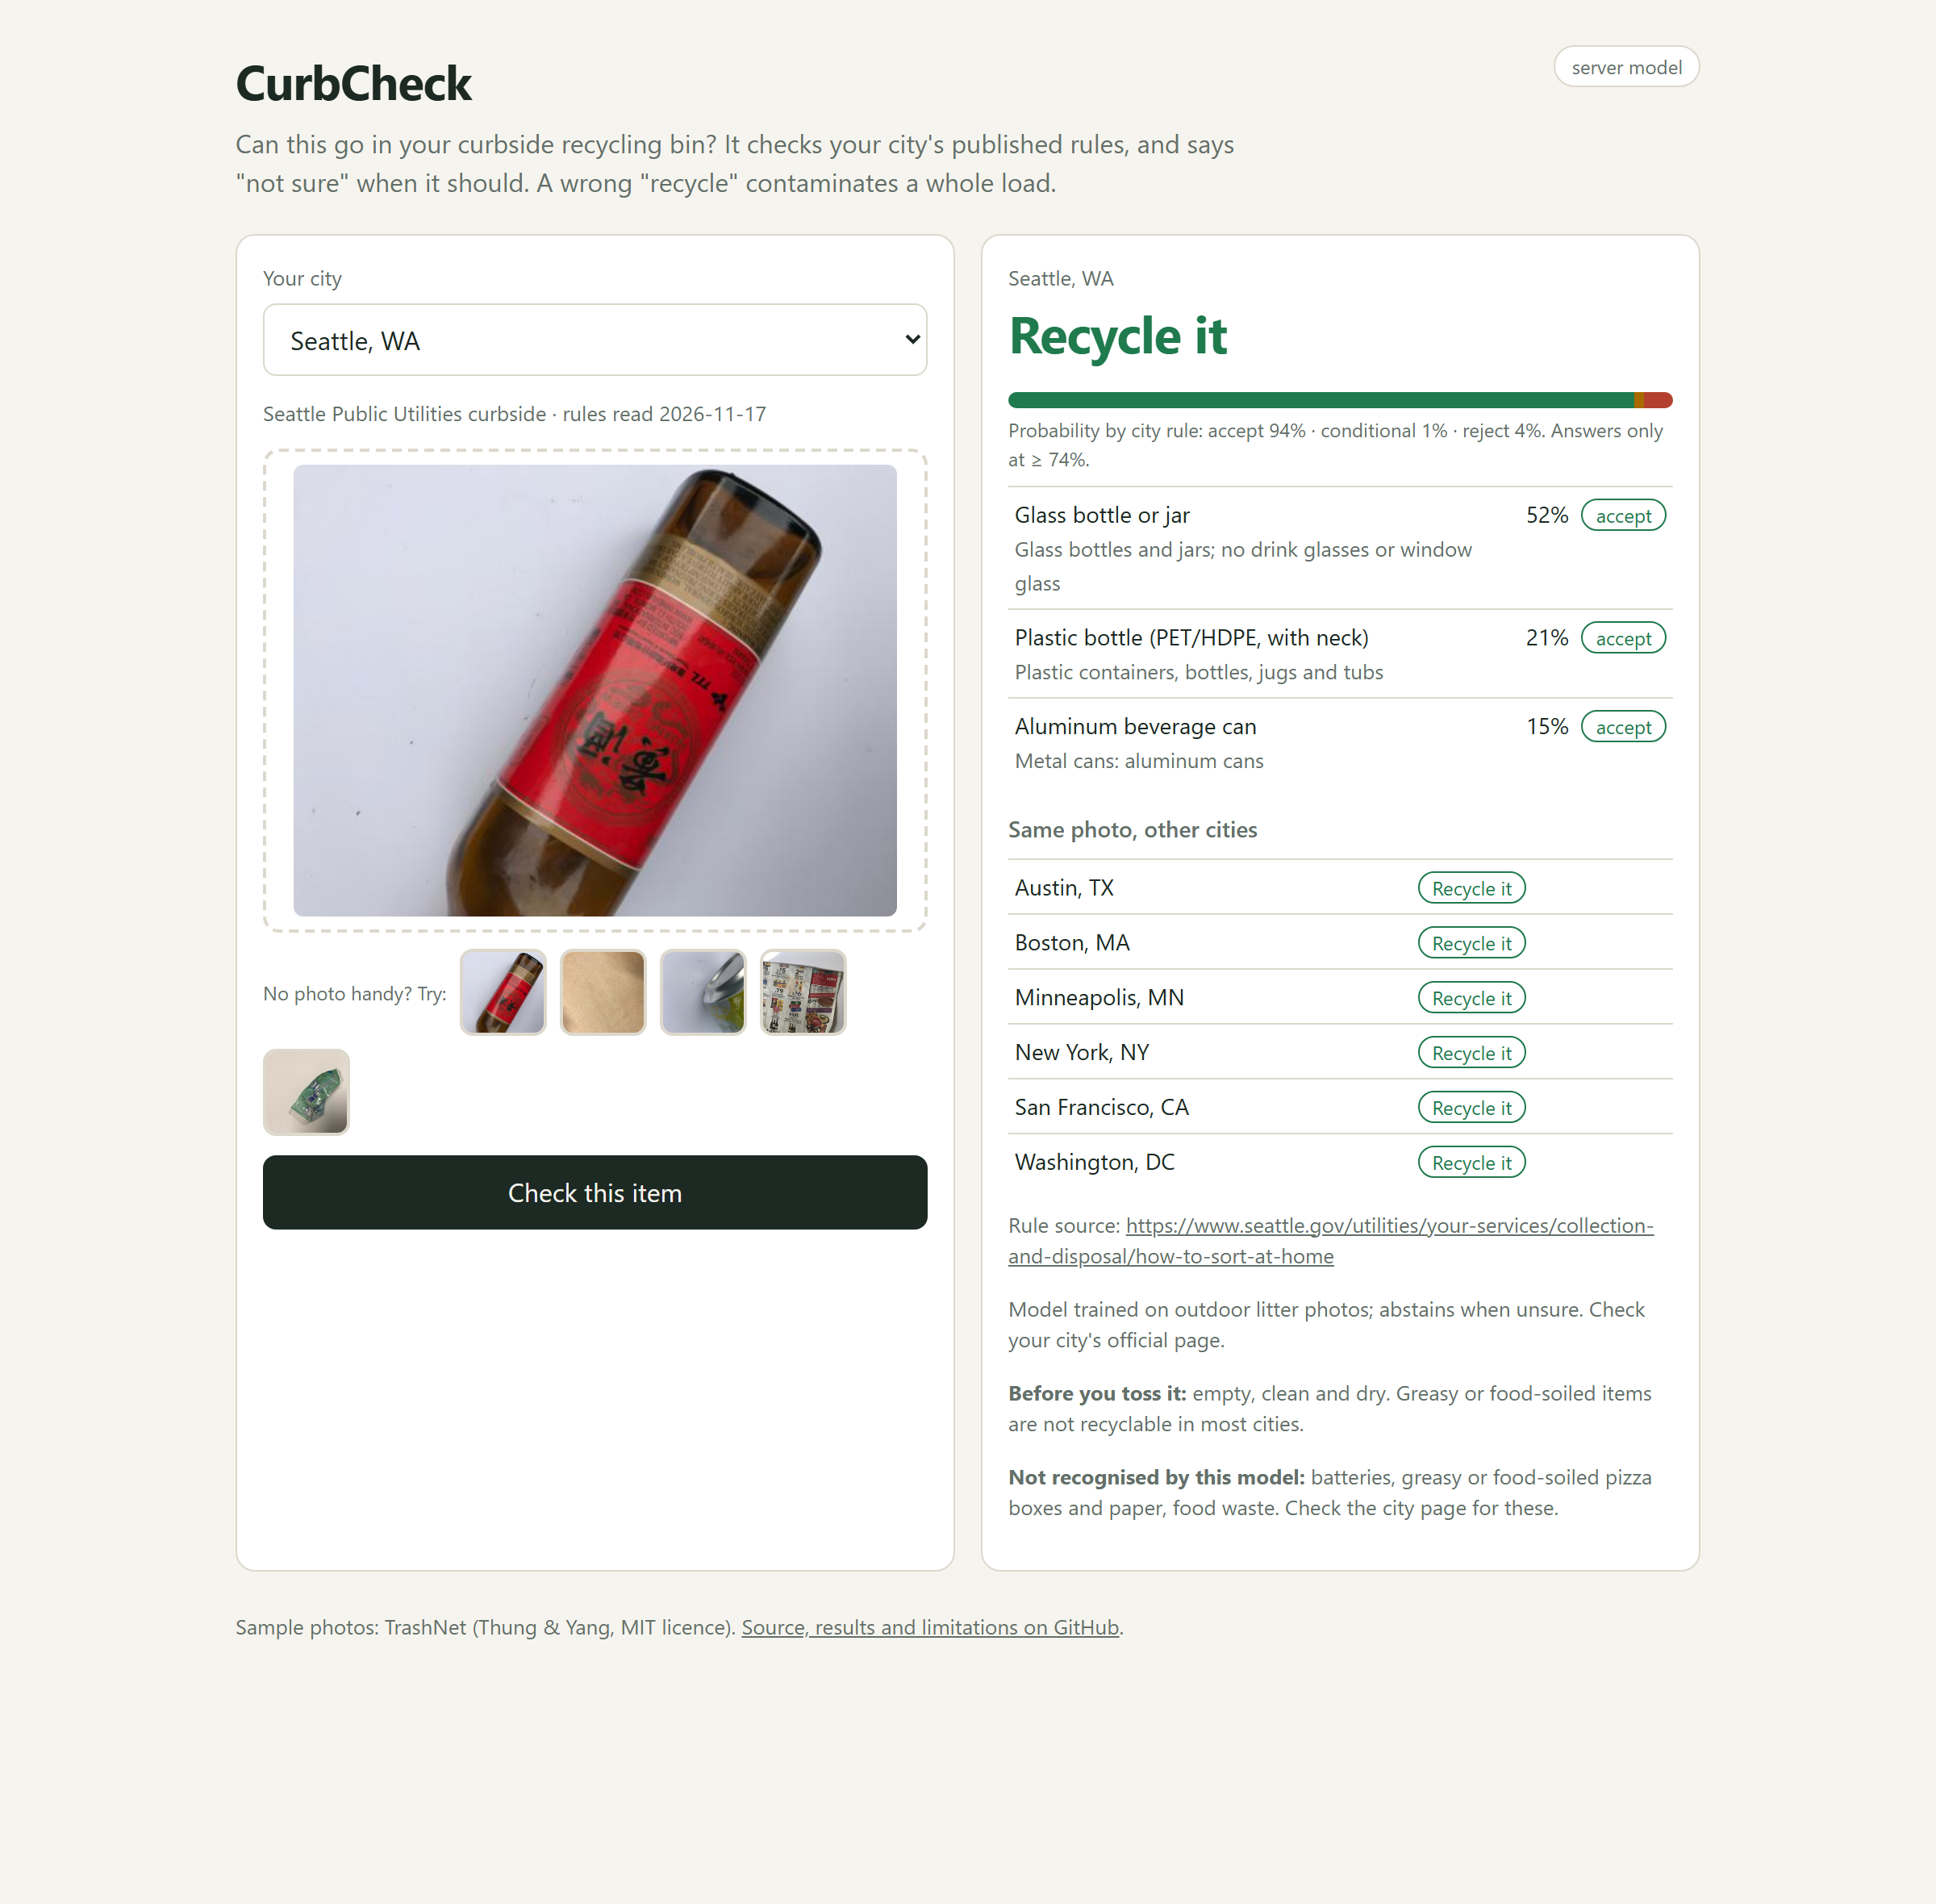 CurbCheck
server model
Can this go in your curbside recycling bin? It checks your city's published rules, and says
"not sure" when it should. A wrong "recycle" contaminates a whole load.
Your city
Seattle, WA
Seattle Public Utilities curbside · rules read 2026-11-17
No photo handy? Try:
Check this item
Seattle, WA
Recycle it
Probability by city rule: accept 94% · conditional 1% · reject 4%. Answers only
at ≥ 74%.
Glass bottle or jar 52% accept
Glass bottles and jars; no drink glasses or window
glass
Plastic bottle (PET/HDPE, with neck) 21% accept
Plastic containers, bottles, jugs and tubs
Aluminum beverage can 15% accept
Metal cans: aluminum cans
Same photo, other cities
Austin, TX Recycle it
Boston, MA Recycle it
Minneapolis, MN Recycle it
New York, NY Recycle it
San Francisco, CA Recycle it
Washington, DC Recycle it
Rule source: https://www.seattle.gov/utilities/your-services/collection-
and-disposal/how-to-sort-at-home
Model trained on outdoor litter photos; abstains when unsure. Check
your city's official page.
Before you toss it: empty, clean and dry. Greasy or food-soiled items
are not recyclable in most cities.
Not recognised by this model: batteries, greasy or food-soiled pizza
boxes and paper, food waste. Check the city page for these.
Sample photos: TrashNet (Thung & Yang, MIT licence). Source, results and limitations on GitHub.